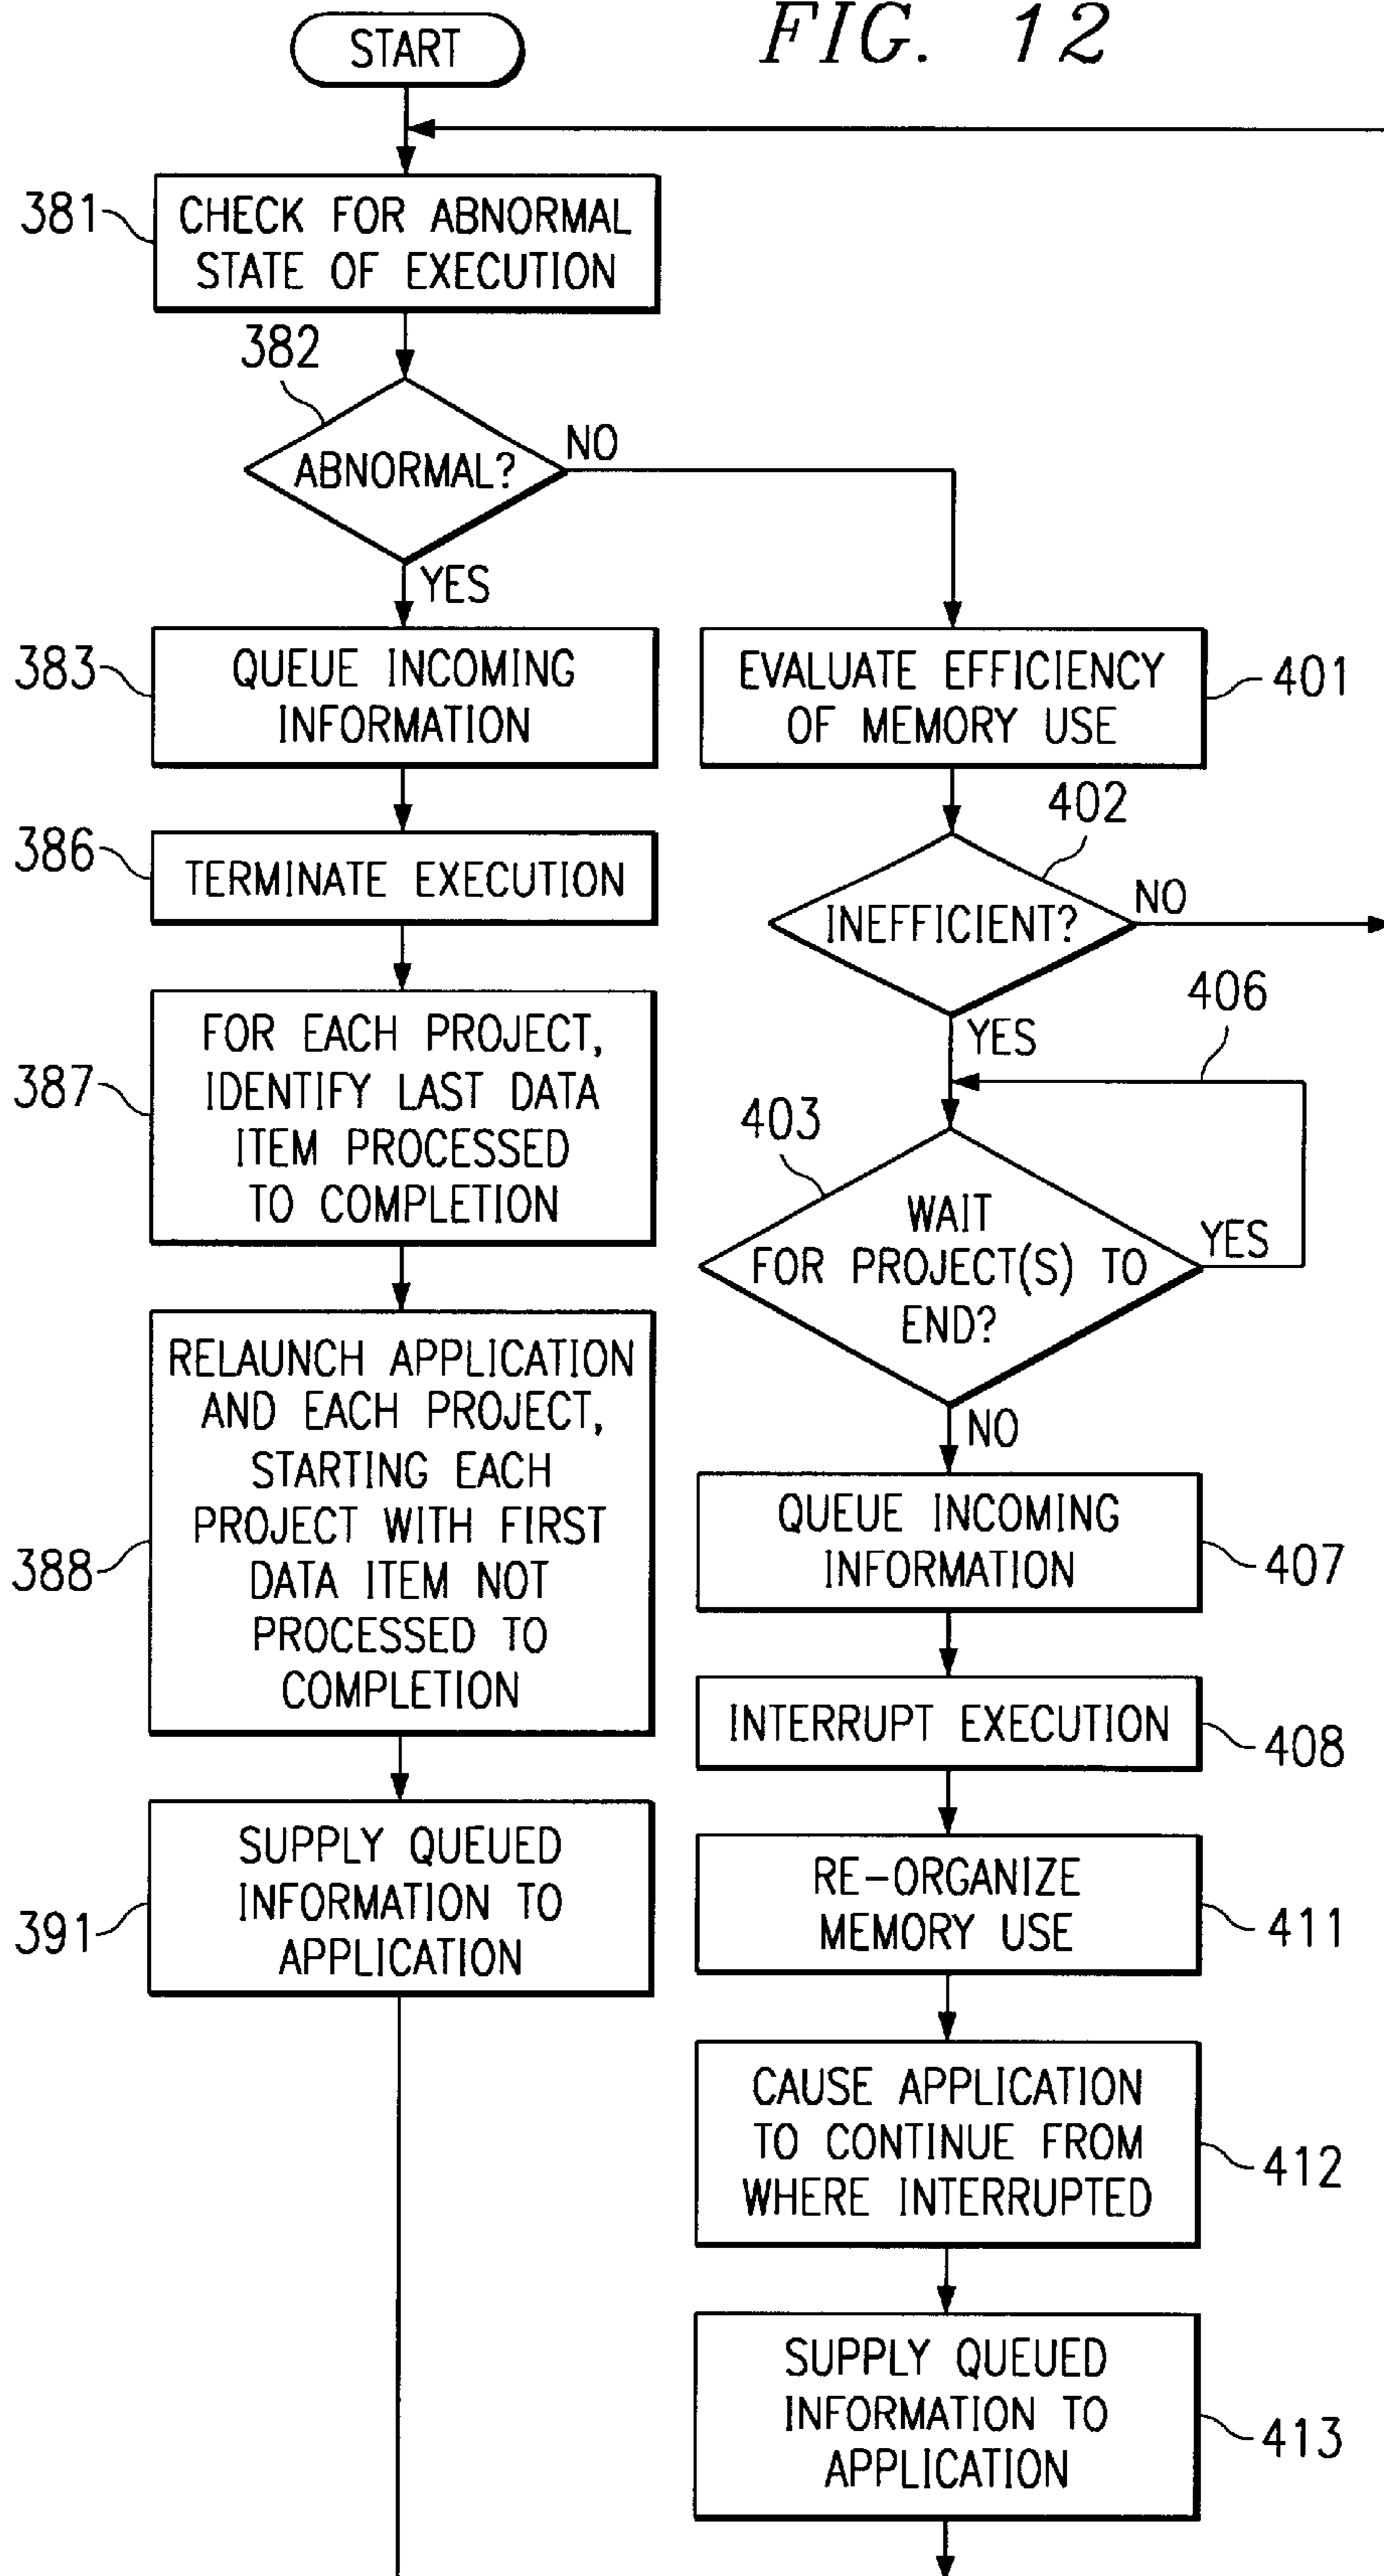 FIG. 12
START
381
CHECK FOR ABNORMAL
STATE OF EXECUTION
382
ABNORMAL?
NO
YES
383
QUEUE INCOMING
INFORMATION
386
TERMINATE EXECUTION
387
FOR EACH PROJECT,
IDENTIFY LAST DATA
ITEM PROCESSED
TO COMPLETION
388
RELAUNCH APPLICATION
AND EACH PROJECT,
STARTING EACH
PROJECT WITH FIRST
DATA ITEM NOT
PROCESSED TO
COMPLETION
391
SUPPLY QUEUED
INFORMATION TO
APPLICATION
EVALUATE EFFICIENCY
OF MEMORY USE
401
402
INEFFICIENT?
NO
YES
406
403
WAIT
FOR PROJECT(S) TO
END?
YES
NO
QUEUE INCOMING
INFORMATION
407
INTERRUPT EXECUTION
408
RE-ORGANIZE
MEMORY USE
411
CAUSE APPLICATION
TO CONTINUE FROM
WHERE INTERRUPTED
412
SUPPLY QUEUED
INFORMATION TO
APPLICATION
413